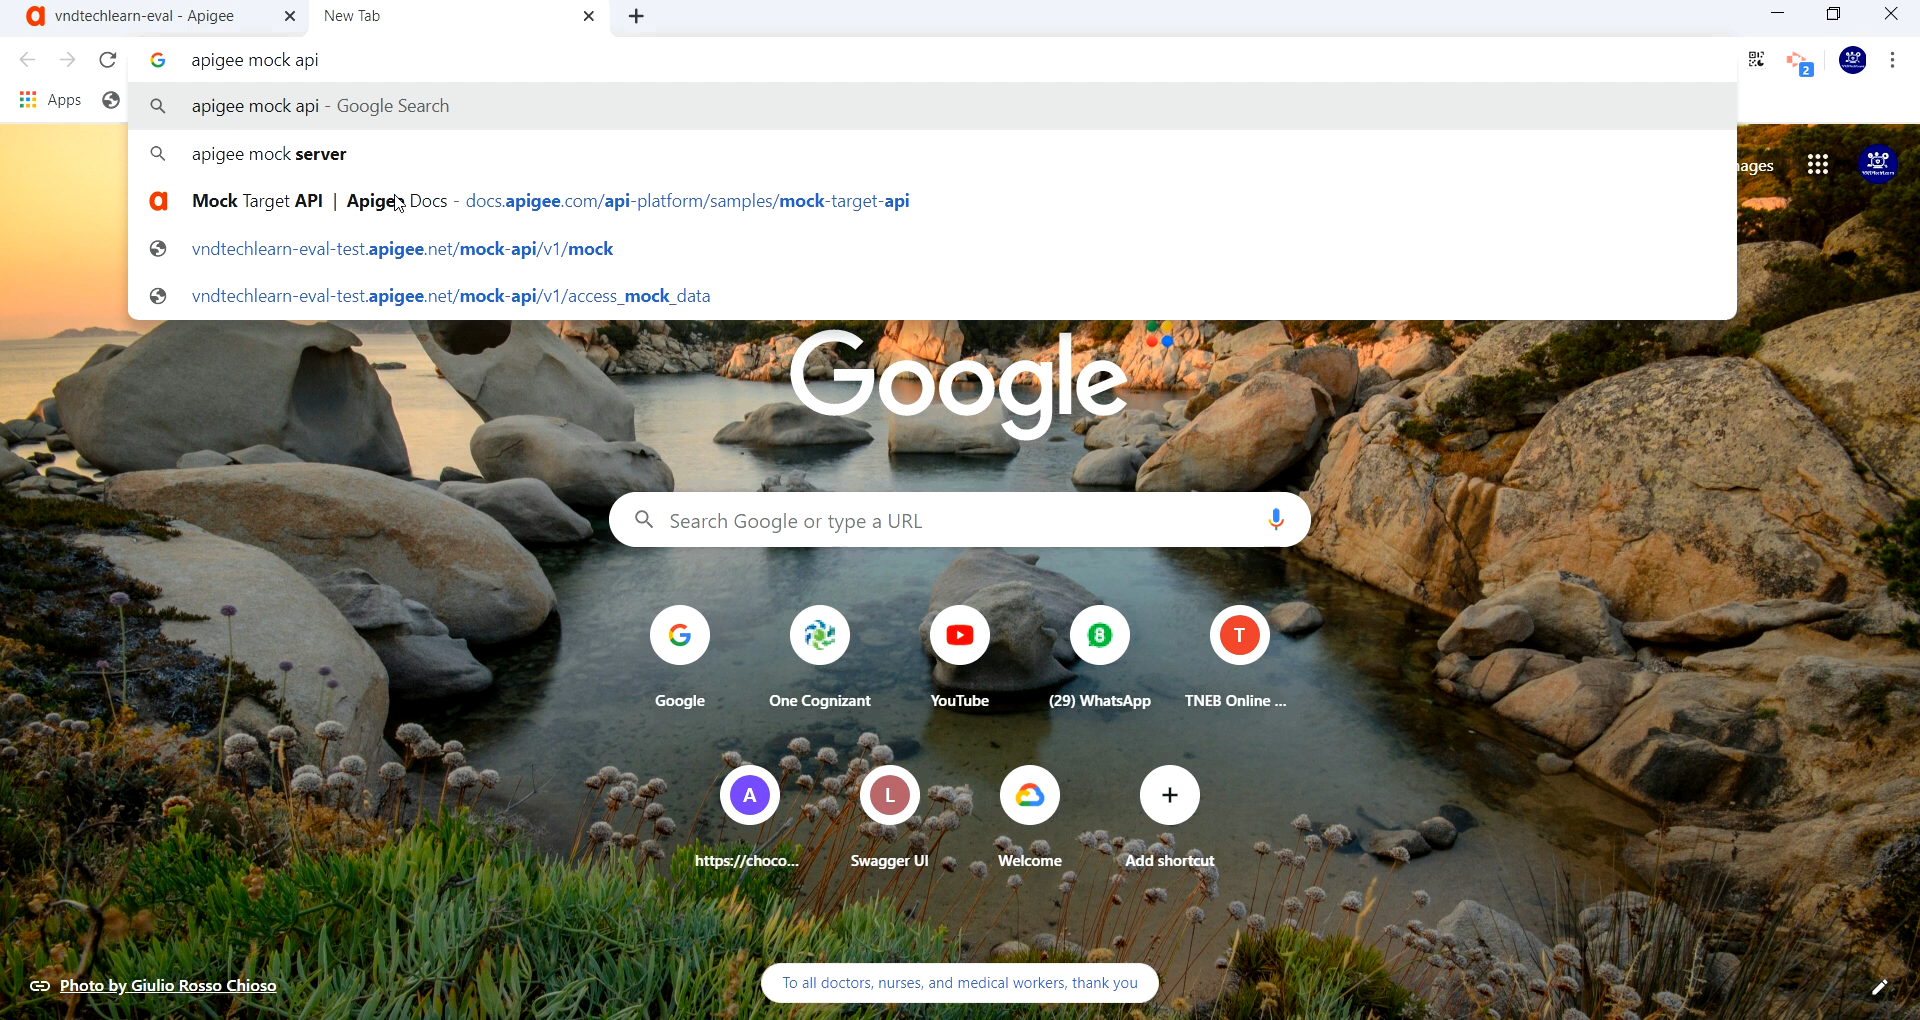 vndtechlearn-eval - Apigee
New Tab
apigee mock api
2
Apps
apigee mock api - Google Search
apigee mock server
Mock Target API | Apigee Docs - docs.apigee.com/api-platform/samples/mock-target-api
vndtechlearn-eval-test.apigee.net/mock-api/v1/mock
vndtechlearn-eval-test.apigee.net/mock-api/v1/access_mock_data
Google
Search Google or type a URL
G
8
T
Google
One Cognizant
YouTube
(29) WhatsApp
TNEB Online ...
A
L
https://choco...
Swagger UI
Welcome
Add shortcut
Photo by Giulio Rosso Chioso
To all doctors, nurses, and medical workers, thank you